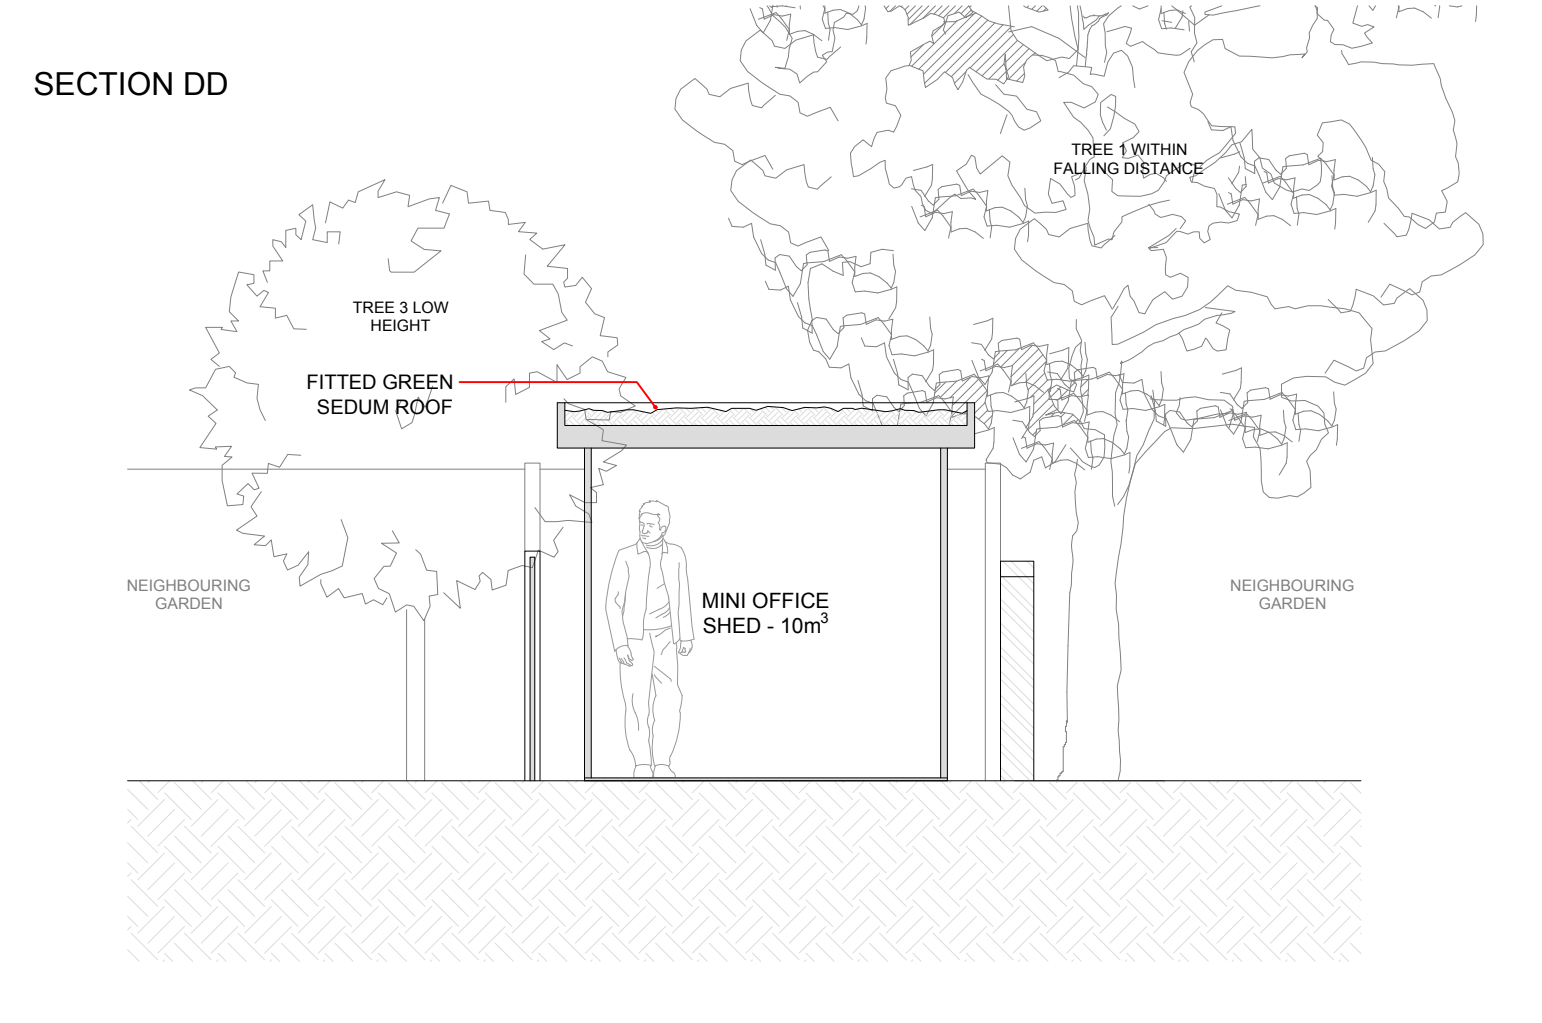 SECTION DD
TREE 1 WITHIN
FALLING DISTANCE
TREE 3 LOW
HEIGHT
FITTED GREEN
SEDUM ROOF
NEIGHBOURING
GARDEN
MINI OFFICE
SHED - 10m³
NEIGHBOURING
GARDEN